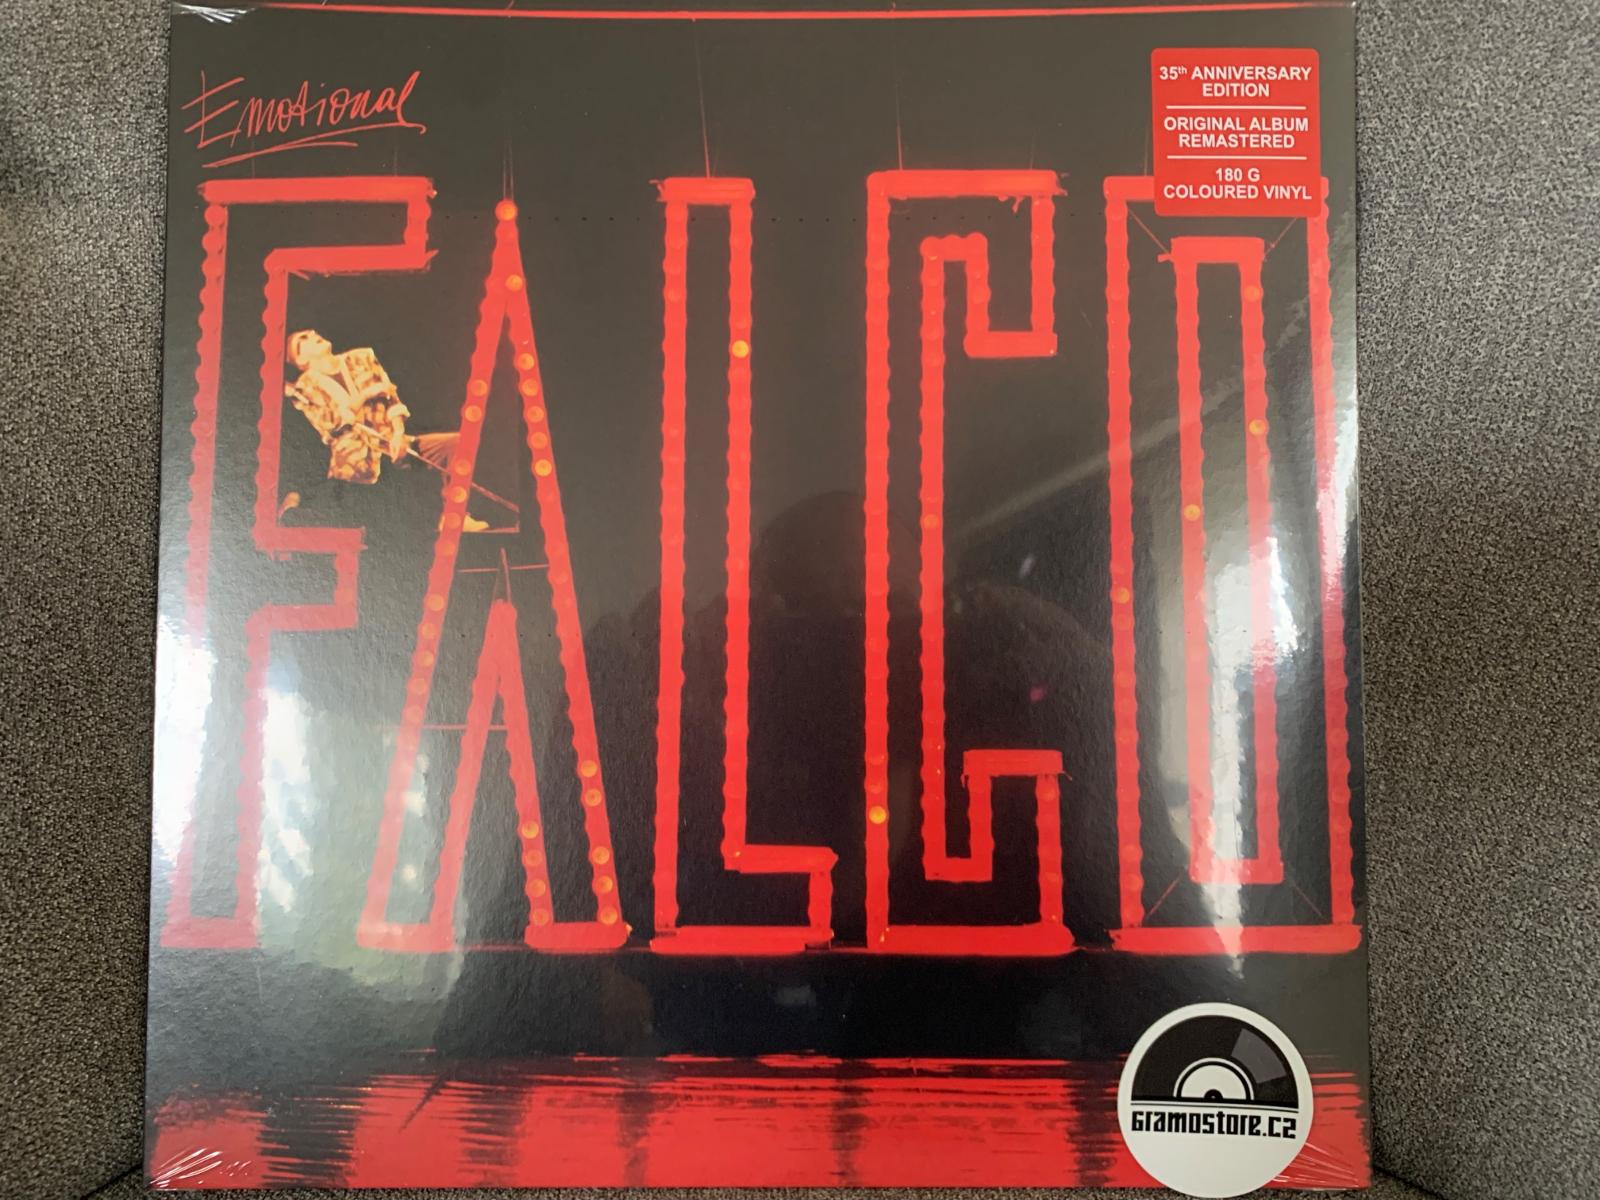 Emotional
35th ANNIVERSARY
EDITION
ORIGINAL ALBUM
REMASTERED
180 G
COLOURED VINYL
FALCO
Gramostore.cz